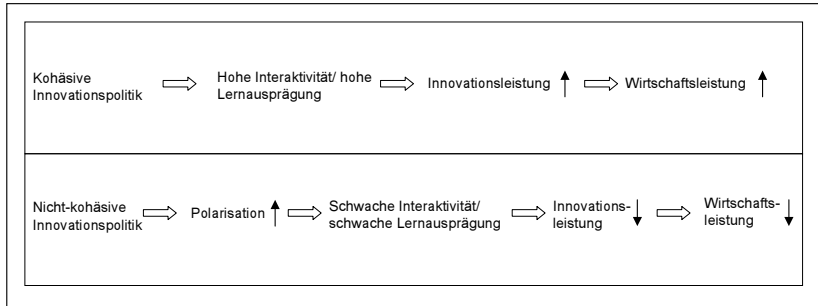 Kohäsive
Innovationspolitik
Hohe Interaktivität/ hohe
Lernausprägung
Innovationsleistung
Wirtschaftsleistung
Nicht-kohäsive
Innovationspolitik
Polarisation
Schwache Interaktivität/
schwache Lernausprägung
Innovations-
leistung
Wirtschafts-
leistung